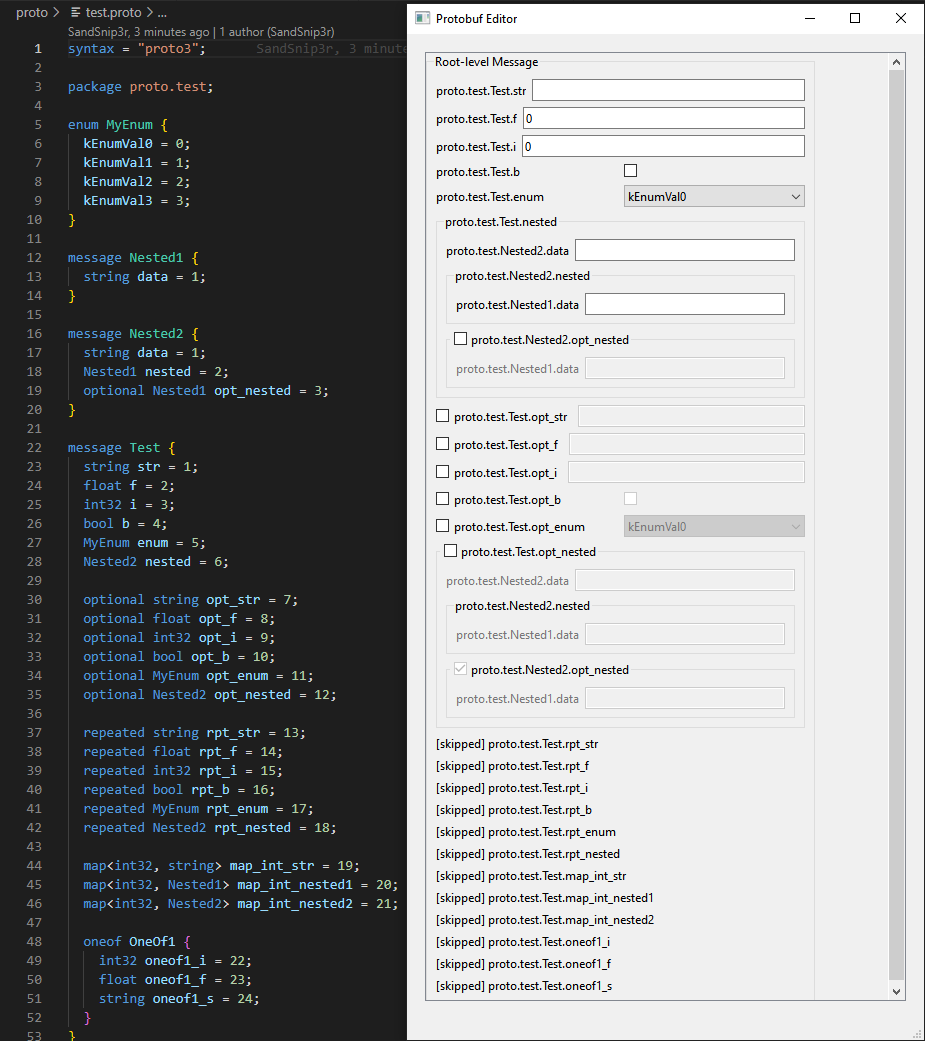 proto > test.proto > ...
SandSnip3r, 3 minutes ago | 1 author (SandSnip3r)
1 syntax = "proto3"; SandSnip3r, 3 minute
2
3 package proto.test;
4
5 enum MyEnum {
6 kEnumVal0 = 0;
7 kEnumVal1 = 1;
8 kEnumVal2 = 2;
9 kEnumVal3 = 3;
10 }
11
12 message Nested1 {
13 string data = 1;
14 }
15
16 message Nested2 {
17 string data = 1;
18 Nested1 nested = 2;
19 optional Nested1 opt_nested = 3;
20 }
21
22 message Test {
23 string str = 1;
24 float f = 2;
25 int32 i = 3;
26 bool b = 4;
27 MyEnum enum = 5;
28 Nested2 nested = 6;
29
30 optional string opt_str = 7;
31 optional float opt_f = 8;
32 optional int32 opt_i = 9;
33 optional bool opt_b = 10;
34 optional MyEnum opt_enum = 11;
35 optional Nested2 opt_nested = 12;
36
37 repeated string rpt_str = 13;
38 repeated float rpt_f = 14;
39 repeated int32 rpt_i = 15;
40 repeated bool rpt_b = 16;
41 repeated MyEnum rpt_enum = 17;
42 repeated Nested2 rpt_nested = 18;
43
44 map<int32, string> map_int_str = 19;
45 map<int32, Nested1> map_int_nested1 = 20;
46 map<int32, Nested2> map_int_nested2 = 21;
47
48 oneof OneOf1 {
49 int32 oneof1_i = 22;
50 float oneof1_f = 23;
51 string oneof1_s = 24;
52 }
53 }
Protobuf Editor
Root-level Message
proto.test.Test.str
proto.test.Test.f 0
proto.test.Test.i 0
proto.test.Test.b
proto.test.Test.enum kEnumVal0
proto.test.Test.nested
proto.test.Nested2.data
proto.test.Nested2.nested
proto.test.Nested1.data
proto.test.Nested2.opt_nested
proto.test.Nested1.data
proto.test.Test.opt_str
proto.test.Test.opt_f
proto.test.Test.opt_i
proto.test.Test.opt_b
proto.test.Test.opt_enum kEnumVal0
proto.test.Test.opt_nested
proto.test.Nested2.data
proto.test.Nested2.nested
proto.test.Nested1.data
proto.test.Nested2.opt_nested
proto.test.Nested1.data
[skipped] proto.test.Test.rpt_str
[skipped] proto.test.Test.rpt_f
[skipped] proto.test.Test.rpt_i
[skipped] proto.test.Test.rpt_b
[skipped] proto.test.Test.rpt_enum
[skipped] proto.test.Test.rpt_nested
[skipped] proto.test.Test.map_int_str
[skipped] proto.test.Test.map_int_nested1
[skipped] proto.test.Test.map_int_nested2
[skipped] proto.test.Test.oneof1_i
[skipped] proto.test.Test.oneof1_f
[skipped] proto.test.Test.oneof1_s